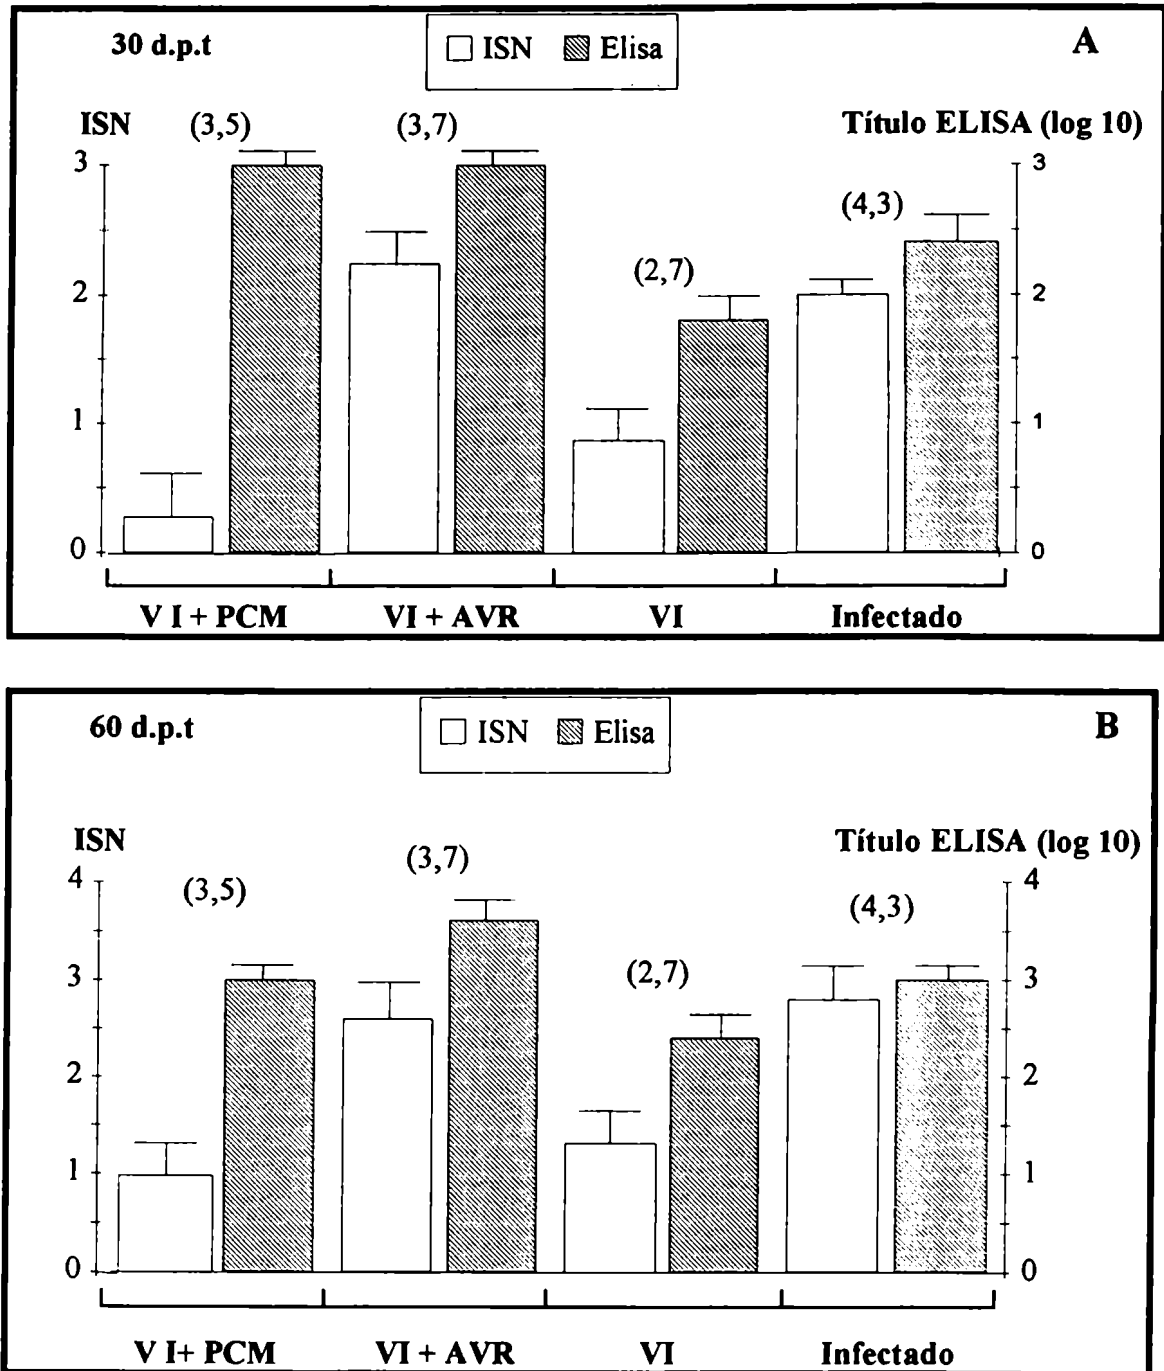 30 d.p.t
ISN Elisa
A
ISN
(3,5)
(3,7)
Título ELISA (log 10)
(4,3)
(2,7)
3
2
1
0
3
2
1
0
V I + PCM
VI + AVR
VI
Infectado
60 d.p.t
ISN Elisa
B
ISN
(3,5)
(3,7)
Título ELISA (log 10)
(4,3)
(2,7)
4
3
2
1
0
4
3
2
1
0
V I+ PCM
VI + AVR
VI
Infectado